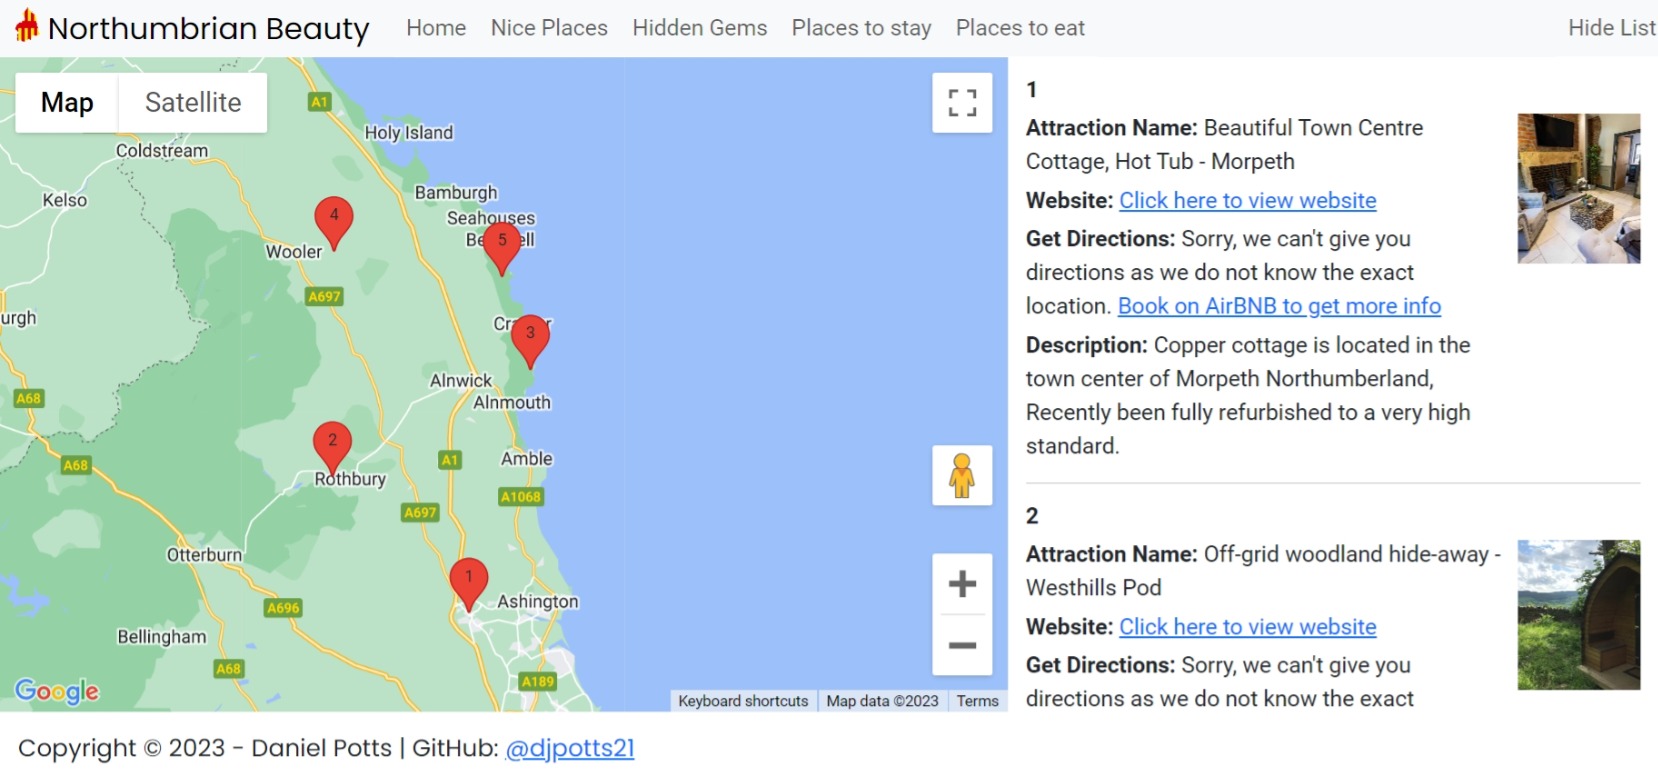 Northumbrian Beauty Home Nice Places Hidden Gems Places to stay Places to eat Hide List
Map Satellite
A1
Holy Island
Coldstream
Bamburgh
Kelso
Seahouses
4
5
Wooler
A697
urgh
3
Alnwick
A68
Alnmouth
2
A68
A1
Amble
Rothbury
A1068
A697
Otterburn
1
Ashington
A696
Bellingham
A68
A189
Google
Keyboard shortcuts Map data ©2023 Terms
1
Attraction Name: Beautiful Town Centre
Cottage, Hot Tub - Morpeth
Website: Click here to view website
Get Directions: Sorry, we can't give you
directions as we do not know the exact
location. Book on AirBNB to get more info
Description: Copper cottage is located in the
town center of Morpeth Northumberland,
Recently been fully refurbished to a very high
standard.
2
Attraction Name: Off-grid woodland hide-away -
Westhills Pod
Website: Click here to view website
Get Directions: Sorry, we can't give you
directions as we do not know the exact
Copyright © 2023 - Daniel Potts | GitHub: @djpotts21